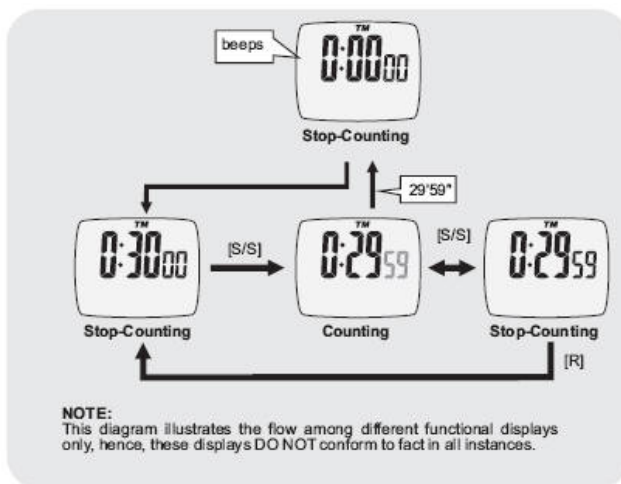 TM
beeps
0:00 00
Stop-Counting
29'59"
TM
0:30 00
Stop-Counting
[S/S]
TM
0:29 59
Counting
[S/S]
TM
0:29 59
Stop-Counting
[R]
NOTE:
This diagram illustrates the flow among different functional displays
only, hence, these displays DO NOT conform to fact in all instances.